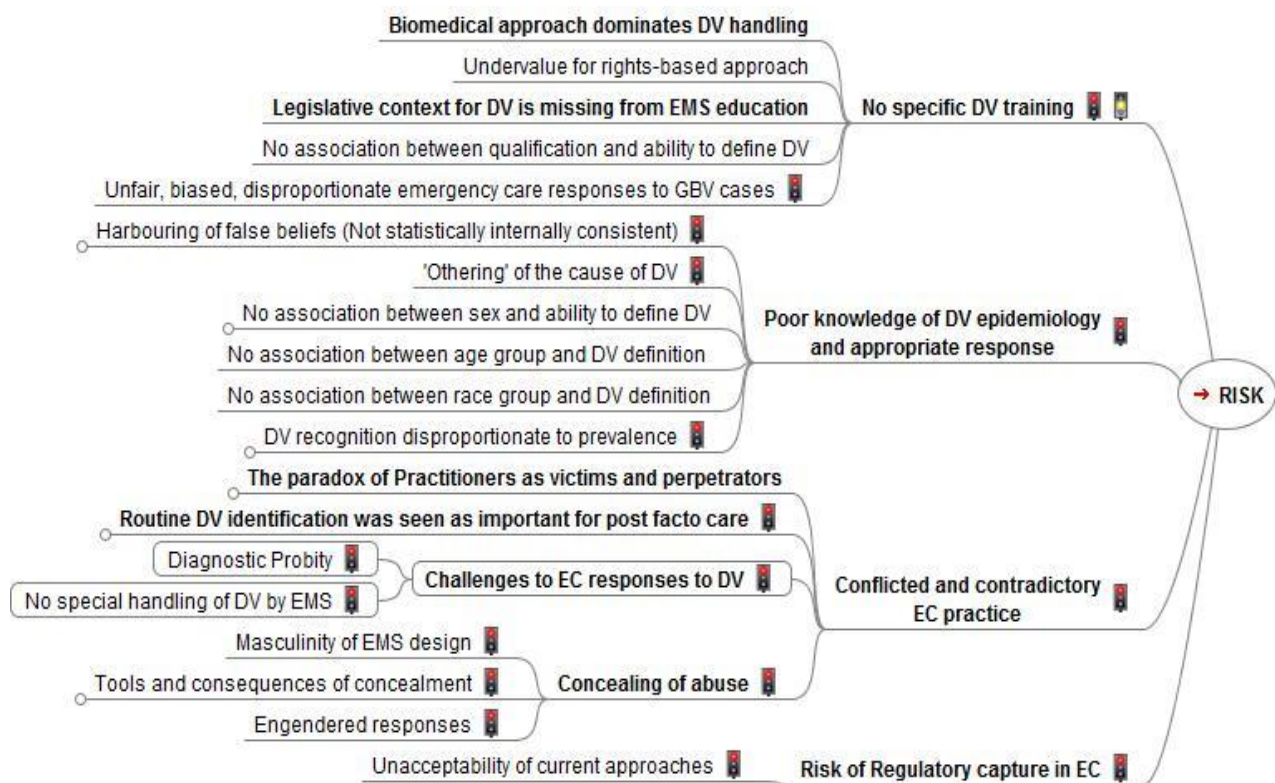 Biomedical approach dominates DV handling
Undervalue for rights-based approach
Legislative context for DV is missing from EMS education
No association between qualification and ability to define DV
Unfair, biased, disproportionate emergency care responses to GBV cases
No specific DV training
Harbouring of false beliefs (Not statistically internally consistent)
'Othering' of the cause of DV
No association between sex and ability to define DV
No association between age group and DV definition
No association between race group and DV definition
DV recognition disproportionate to prevalence
Poor knowledge of DV epidemiology
and appropriate response
RISK
The paradox of Practitioners as victims and perpetrators
Routine DV identification was seen as important for post facto care
Diagnostic Probity
No special handling of DV by EMS
Challenges to EC responses to DV
Conflicted and contradictory
EC practice
Masculinity of EMS design
Tools and consequences of concealment
Engendered responses
Concealing of abuse
Unacceptability of current approaches
Risk of Regulatory capture in EC